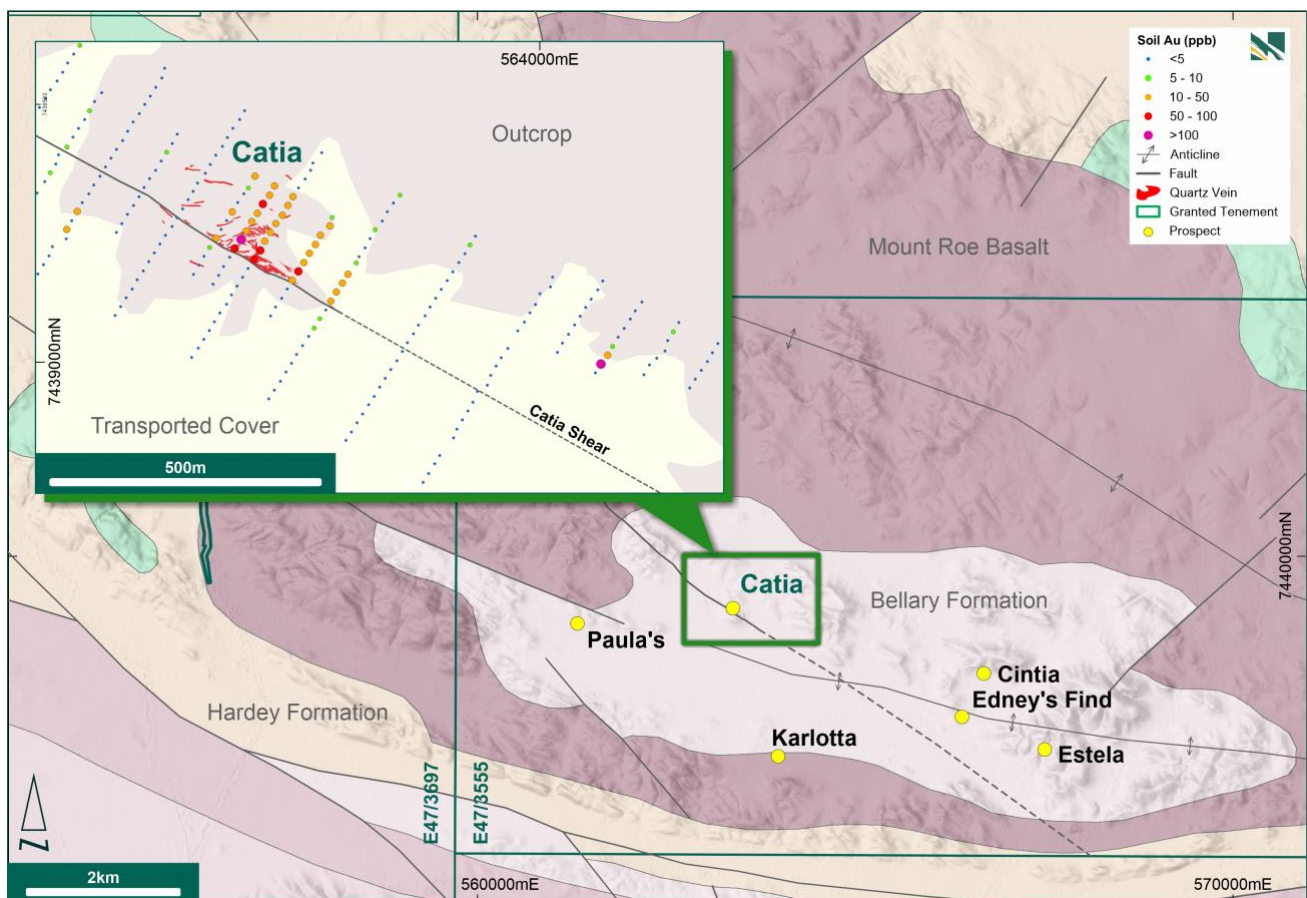 564000mE
Outcrop
Catia
7439000mN
Transported Cover
Catia Shear
500m
Soil Au (ppb)
<5
5 - 10
10 - 50
50 - 100
>100
Anticline
Fault
Quartz Vein
Granted Tenement
Prospect
Mount Roe Basalt
7440000mN
Catia
Bellary Formation
Paula's
Cintia
Edney's Find
Hardey Formation
Karlotta
Estela
E47/3697
E47/3555
N
2km
560000mE
570000mE